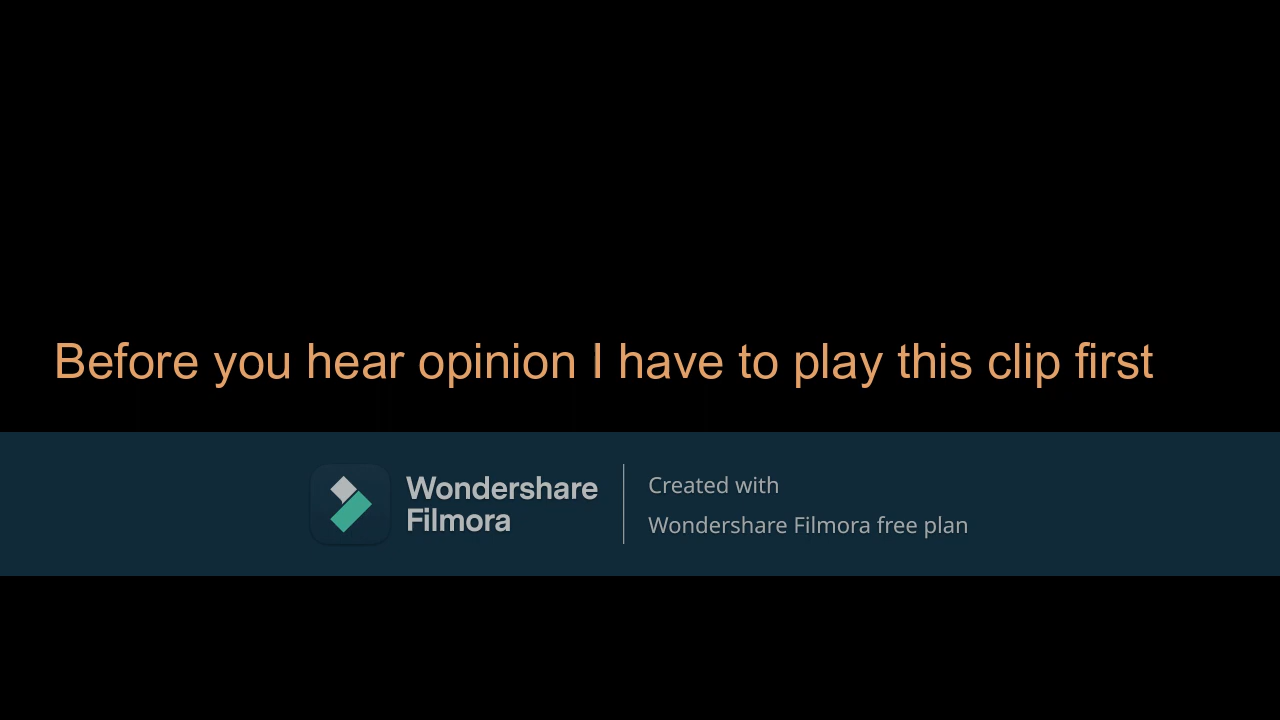 Before you hear opinion I have to play this clip first
Wondershare
Filmora
Created with
Wondershare Filmora free plan